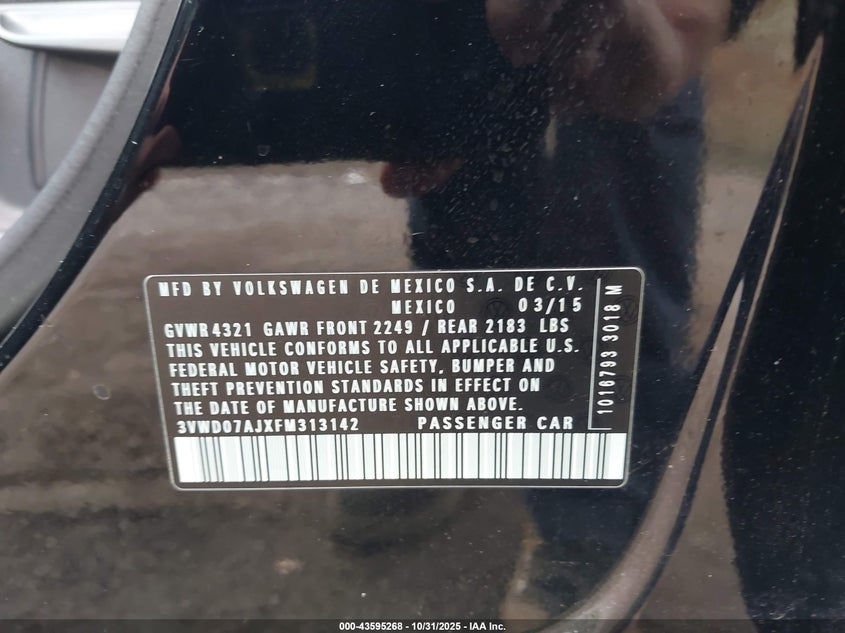 MFD BY VOLKSWAGEN DE MEXICO S.A. DE C.V.
MEXICO 03/15
GVWR 4321 GAWR FRONT 2249 / REAR 2183 LBS
THIS VEHICLE CONFORMS TO ALL APPLICABLE U.S.
FEDERAL MOTOR VEHICLE SAFETY, BUMPER AND
THEFT PREVENTION STANDARDS IN EFFECT ON
THE DATE OF MANUFACTURE SHOWN ABOVE.
3VWD07AJXFM313142 PASSENGER CAR
1016793 3018 M
000-43595268 - 10/31/2025 - IAA Inc.